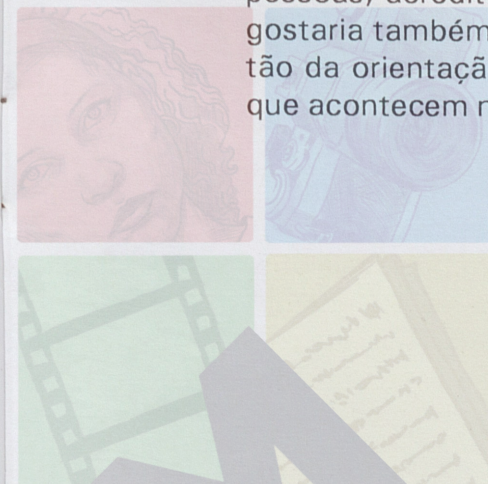 gostaria também
tão da orientaçã
que acontecem